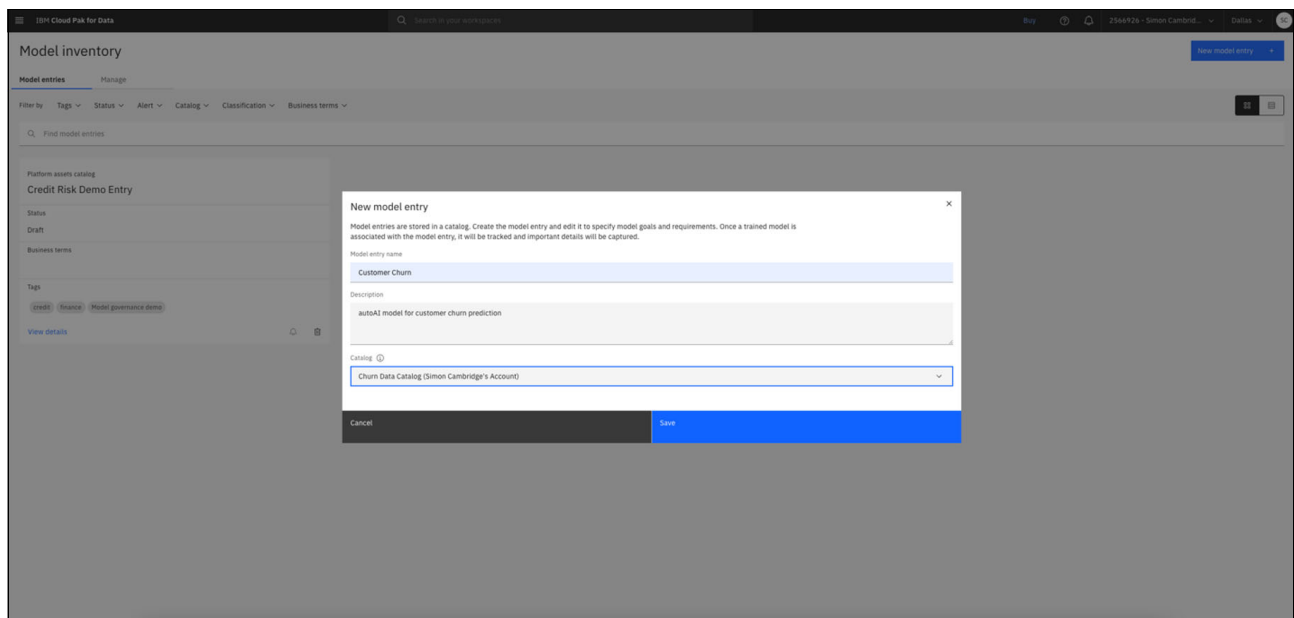 IBM Cloud Pak for Data
Search in your workspaces
Buy
2566926 - Simon Cambrid...
Dallas
SC
Model inventory
New model entry +
Model entries
Manage
Filter by
Tags
Status
Alert
Catalog
Classification
Business terms
Find model entries
Platform assets catalog
Credit Risk Demo Entry
Status
Draft
Business terms
Tags
credit
finance
Model governance demo
View details
New model entry
Model entries are stored in a catalog. Create the model entry and edit it to specify model goals and requirements. Once a trained model is
associated with the model entry, it will be tracked and important details will be captured.
Model entry name
Customer Churn
Description
autoAI model for customer churn prediction
Catalog
Churn Data Catalog (Simon Cambridge's Account)
Cancel
Save